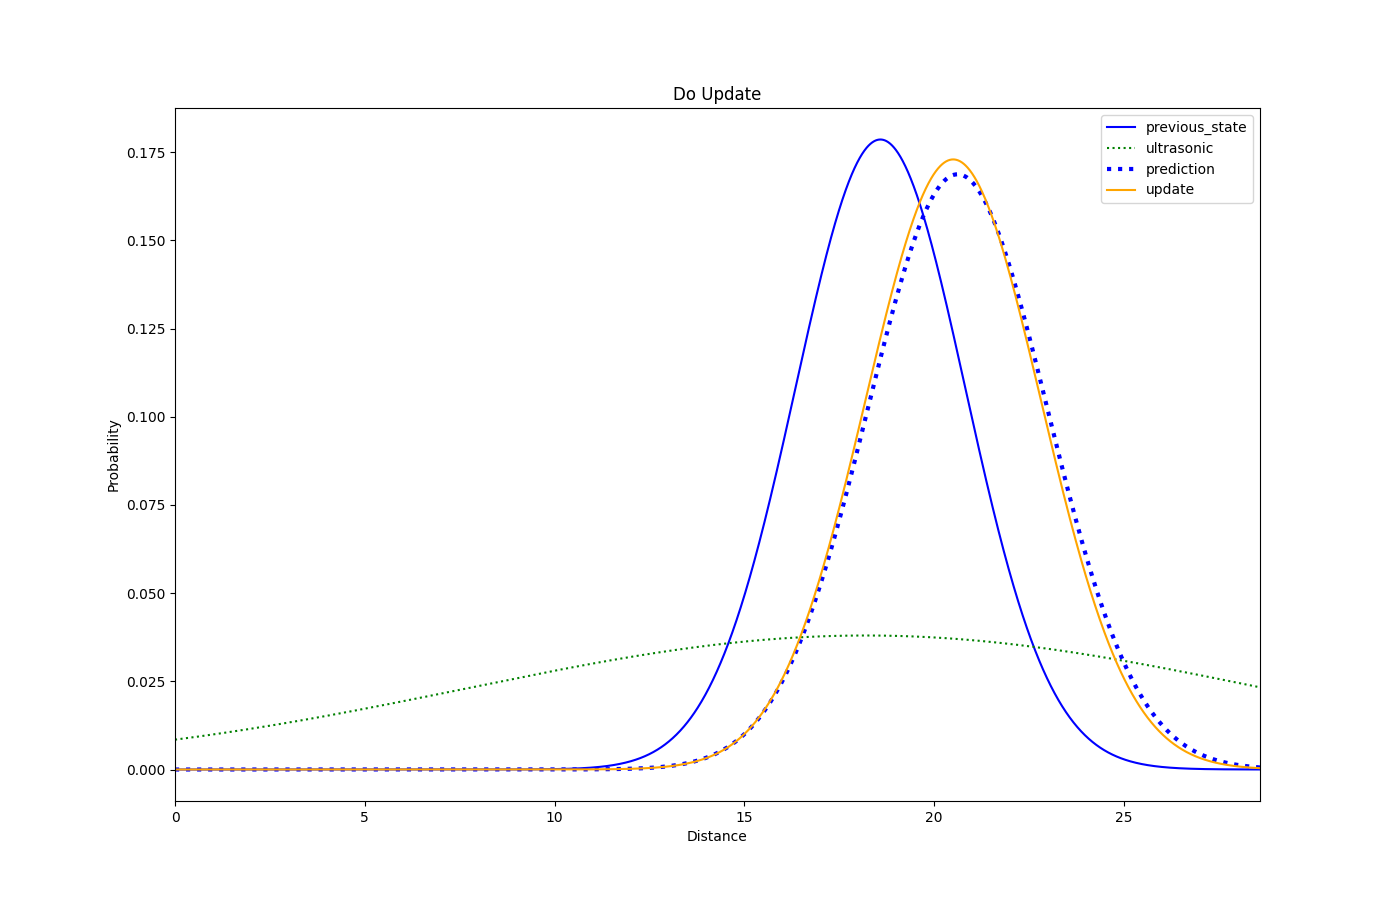 Do Update
previous_state
ultrasonic
prediction
update
Probability
0.175
0.150
0.125
0.100
0.075
0.050
0.025
0.000
0 5 10 15 20 25
Distance